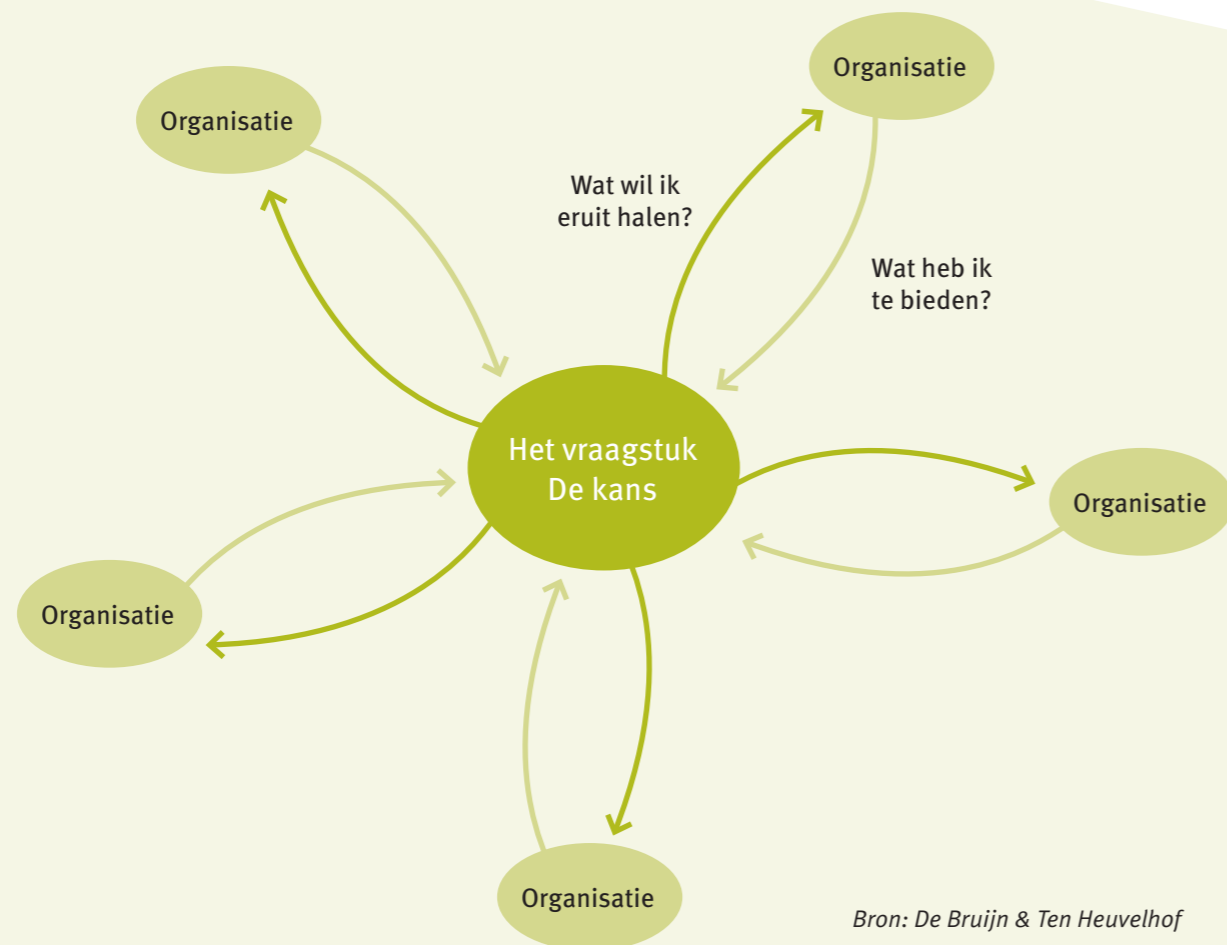 Organisatie
Organisatie
Wat wil ik
eruit halen?
Wat heb ik
te bieden?
Het vraagstuk
De kans
Organisatie
Organisatie
Organisatie
Bron: De Bruijn & Ten Heuvelhof